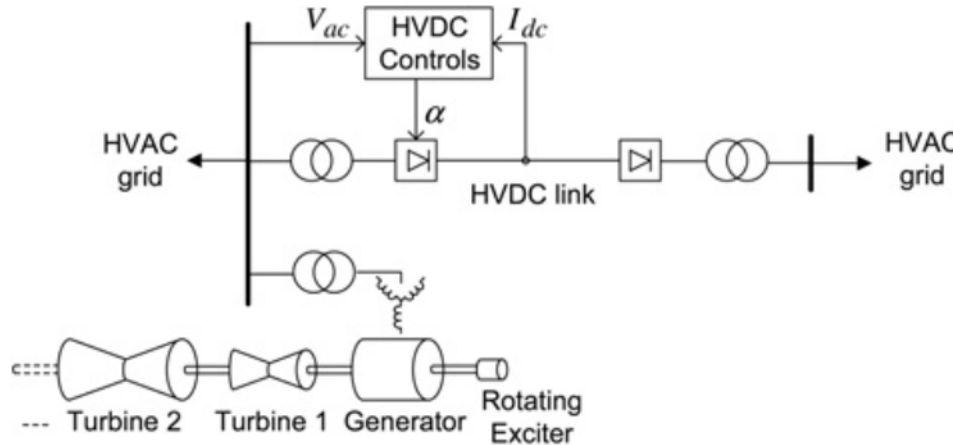 V_ac
HVDC
Controls
I_dc
α
HVAC
grid
HVDC link
HVAC
grid
Turbine 2
Turbine 1
Generator
Rotating
Exciter